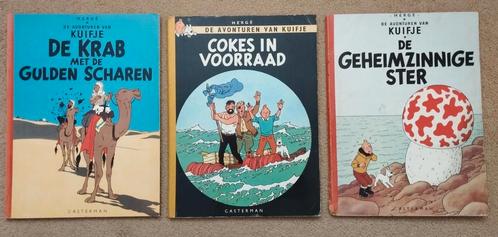 HERGÉ
DE AVONTUREN VAN
KUIFJE
DE KRAB
MET DE
GULDEN SCHAREN
CASTERMAN
HERGÉ
DE AVONTUREN VAN KUIFJE
COKES IN
VOORRAAD
CASTERMAN
HERGÉ
DE AVONTUREN VAN
KUIFJE
DE
GEHEIMZINNIGE
STER
CASTERMAN